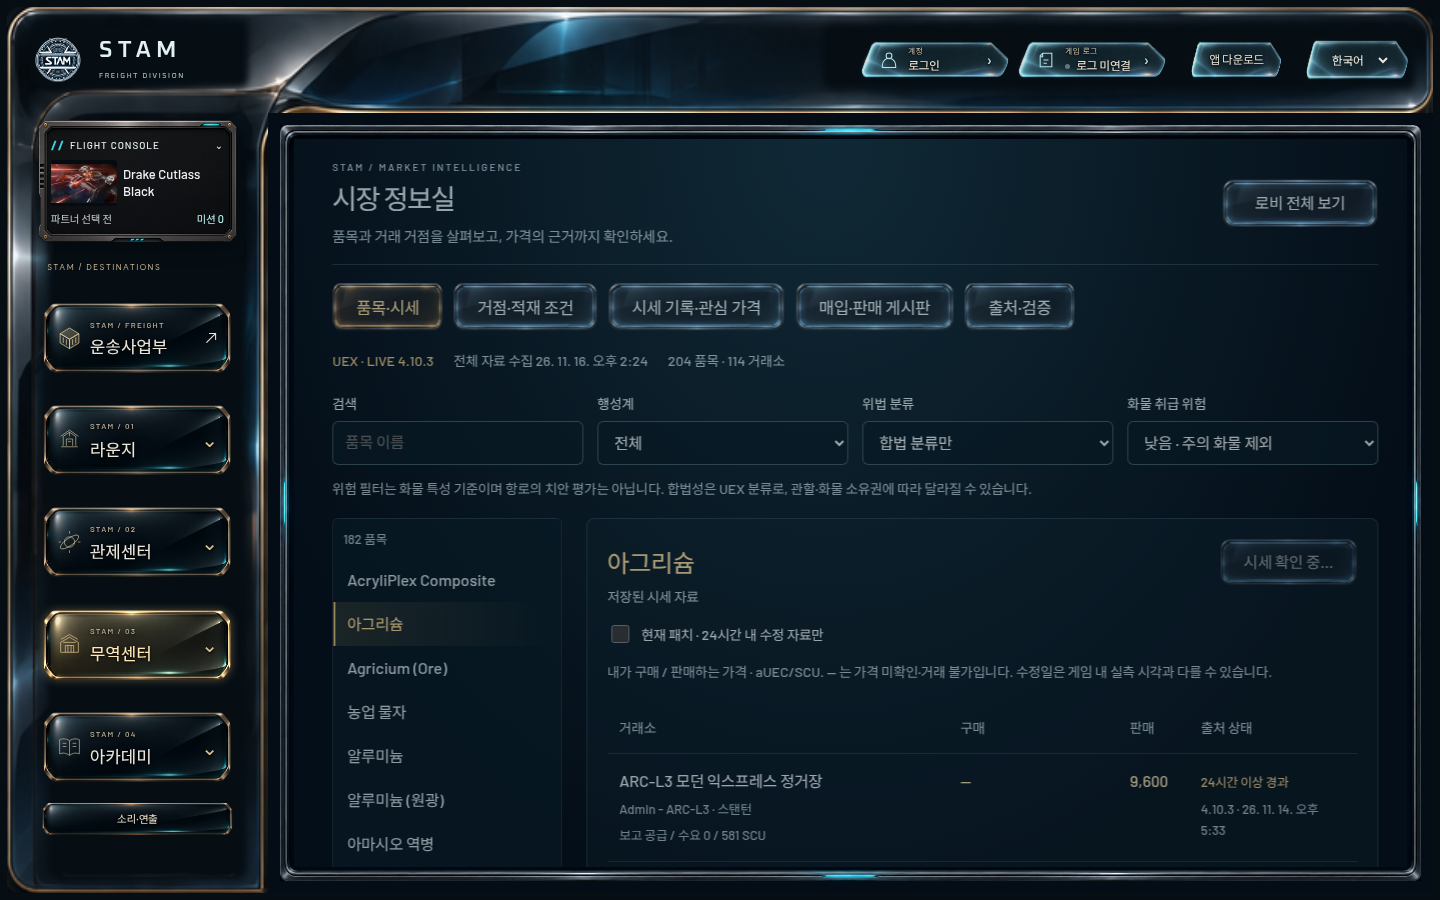 STAM
FREIGHT DIVISION
STAM
계정
로그인
게임 로그
로그 미연결
앱 다운로드
한국어
// FLIGHT CONSOLE
Drake Cutlass
Black
파트너 선택 전
미션 0
STAM / DESTINATIONS
STAM / FREIGHT
운송사업부
STAM / 01
라운지
STAM / 02
관제센터
STAM / 03
무역센터
STAM / 04
아카데미
소리·연출
STAM / MARKET INTELLIGENCE
시장 정보실
품목과 거래 거점을 살펴보고, 가격의 근거까지 확인하세요.
로비 전체 보기
품목·시세
거점·적재 조건
시세 기록·관심 가격
매입·판매 게시판
출처·검증
UEX · LIVE 4.10.3
전체 자료 수집 26. 11. 16. 오후 2:24
204 품목 · 114 거래소
검색
행성계
위법 분류
화물 취급 위험
품목 이름
전체
합법 분류만
낮음 · 주의 화물 제외
위험 필터는 화물 특성 기준이며 항로의 치안 평가는 아닙니다. 합법성은 UEX 분류로, 관할·화물 소유권에 따라 달라질 수 있습니다.
182 품목
AcryliPlex Composite
아그리슘
Agricium (Ore)
농업 물자
알루미늄
알루미늄 (원광)
아마시오 역병
아그리슘
저장된 시세 자료
시세 확인 중…
현재 패치 · 24시간 내 수정 자료만
내가 구매 / 판매하는 가격 · aUEC/SCU. — 는 가격 미확인·거래 불가입니다. 수정일은 게임 내 실측 시각과 다를 수 있습니다.
거래소
구매
판매
출처 상태
ARC-L3 모던 익스프레스 정거장
—
9,600
24시간 이상 경과
Admin - ARC-L3 · 스탠턴
4.10.3 · 26. 11. 14. 오후
5:33
보고 공급 / 수요 0 / 581 SCU